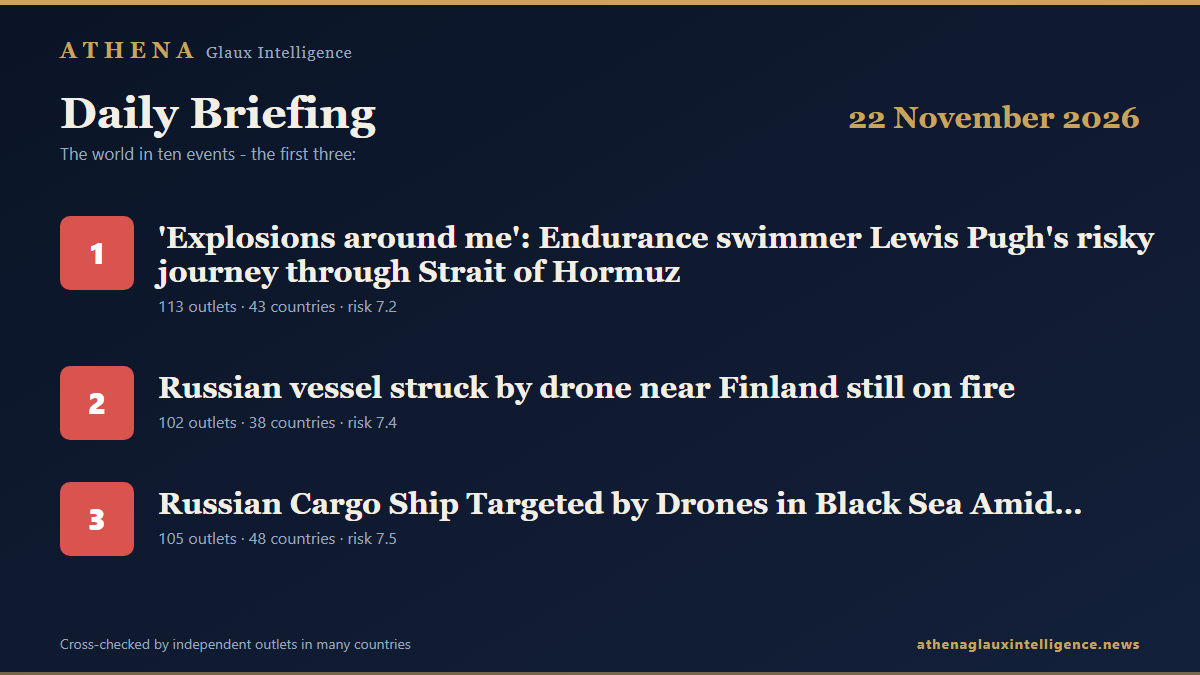 ATHENA Glaux Intelligence
Daily Briefing
22 November 2026
The world in ten events - the first three:
1
'Explosions around me': Endurance swimmer Lewis Pugh's risky
journey through Strait of Hormuz
113 outlets · 43 countries · risk 7.2
2
Russian vessel struck by drone near Finland still on fire
102 outlets · 38 countries · risk 7.4
3
Russian Cargo Ship Targeted by Drones in Black Sea Amid...
105 outlets · 48 countries · risk 7.5
Cross-checked by independent outlets in many countries
athenaglauxintelligence.news